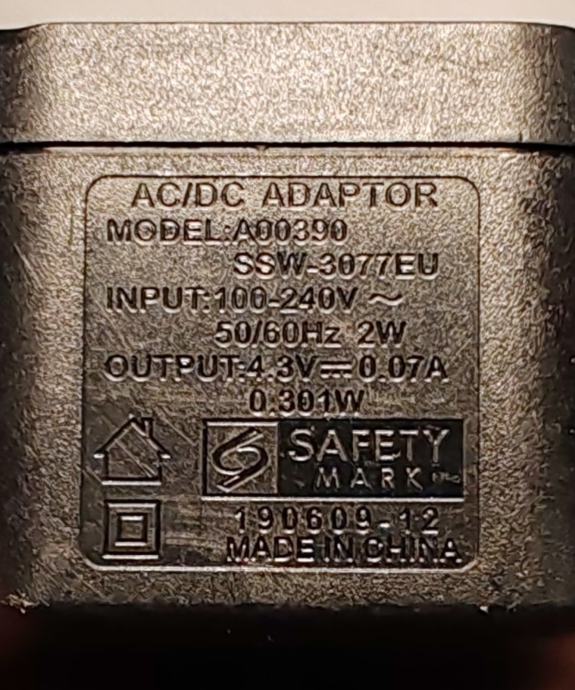 AC/DC ADAPTOR
MODEL:A00390
SSW-3077EU
INPUT:100-240V ~
50/60Hz 2W
OUTPUT:4.3V⎓0.07A
0.301W
SAFETY
MARK
190609-12
MADE IN CHINA